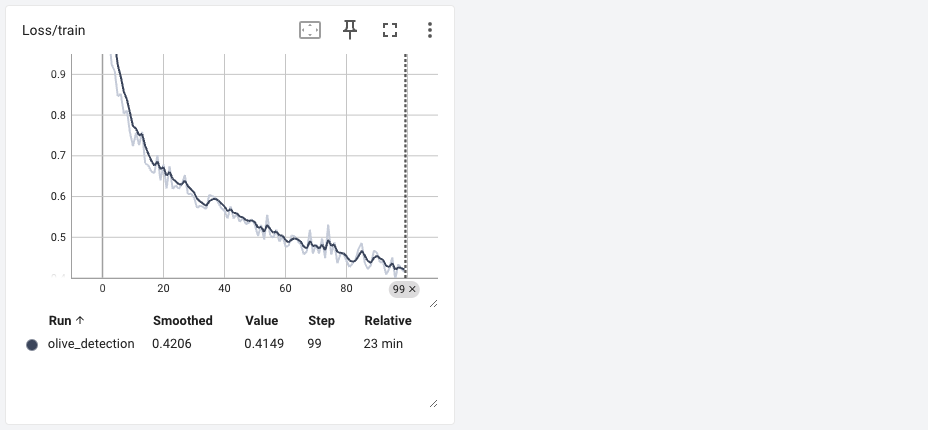 Loss/train
0.9
0.8
0.7
0.6
0.5
0 20 40 60 80 99 ×
Run ↑ Smoothed Value Step Relative
olive_detection 0.4206 0.4149 99 23 min